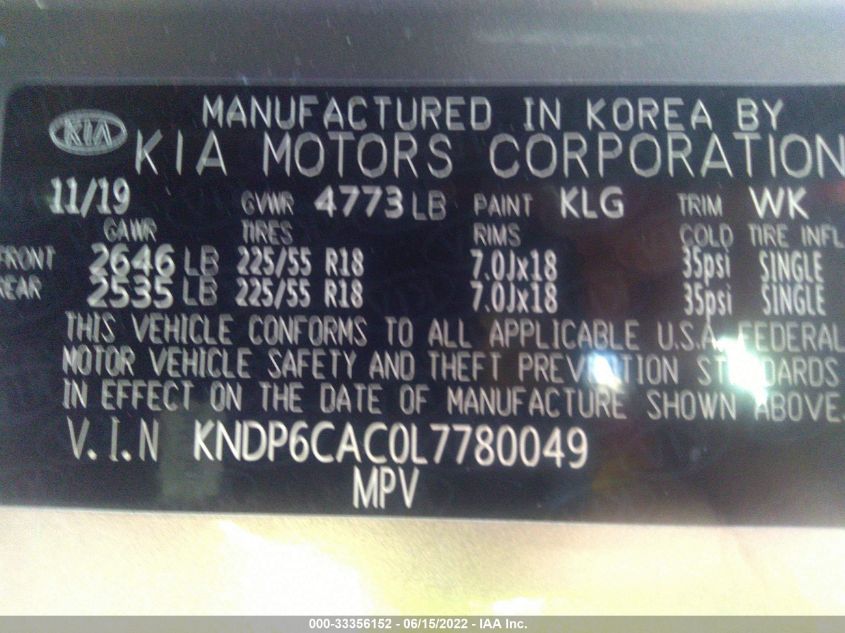 KIA
MANUFACTURED IN KOREA BY
KIA MOTORS CORPORATION
11/19 GVWR 4773 LB PAINT KLG TRIM WK
GAWR TIRES RIMS COLD TIRE INFL
FRONT 2646 LB 225/55 R18 7.0Jx18 35psi SINGLE
REAR 2535 LB 225/55 R18 7.0Jx18 35psi SINGLE
THIS VEHICLE CONFORMS TO ALL APPLICABLE U.S.A. FEDERAL
MOTOR VEHICLE SAFETY AND THEFT PREVENTION STANDARDS
IN EFFECT ON THE DATE OF MANUFACTURE SHOWN ABOVE.
V.I.N KNDP6CAC0L7780049
MPV
000-33356152 - 06/15/2022 - IAA Inc.